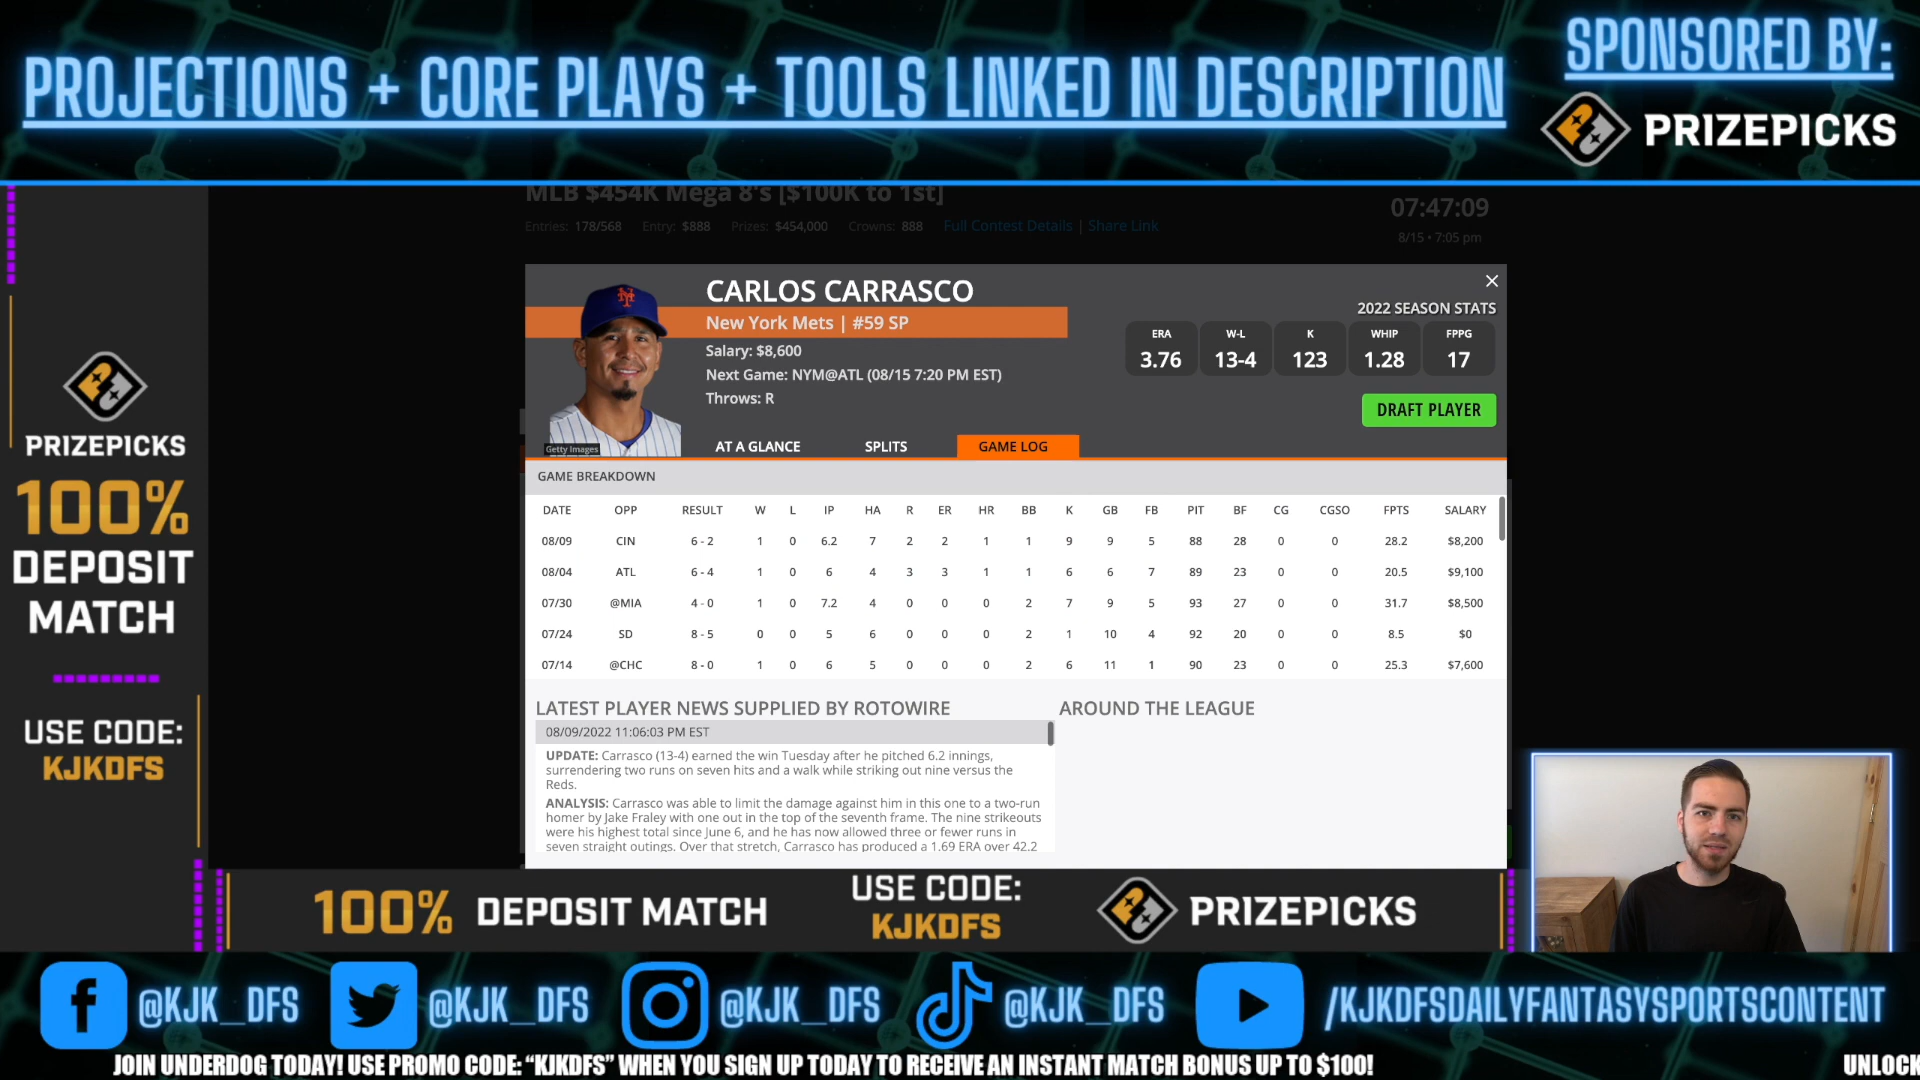 PROJECTIONS + CORE PLAYS + TOOLS LINKED IN DESCRIPTION
SPONSORED BY:
PRIZEPICKS
MLB $454K Mega 8's [$100K to 1st]
Entries: 178/568 Entry: $888 Prizes: $454,000 Crowns: 888 Full Contest Details | Share Link
07:47:09
8/15 • 7:05 pm
CARLOS CARRASCO
New York Mets | #59 SP
Salary: $8,600
Next Game: NYM@ATL (08/15 7:20 PM EST)
Throws: R
2022 SEASON STATS
ERA W-L K WHIP FPPG
3.76 13-4 123 1.28 17
DRAFT PLAYER
Getty Images
AT A GLANCE SPLITS GAME LOG
GAME BREAKDOWN
DATE OPP RESULT W L IP HA R ER HR BB K GB FB PIT BF CG CGSO FPTS SALARY
08/09 CIN 6 - 2 1 0 6.2 7 2 2 1 1 9 9 5 88 28 0 0 28.2 $8,200
08/04 ATL 6 - 4 1 0 6 4 3 3 1 1 6 6 7 89 23 0 0 20.5 $9,100
07/30 @MIA 4 - 0 1 0 7.2 4 0 0 0 2 7 9 5 93 27 0 0 31.7 $8,500
07/24 SD 8 - 5 0 0 5 6 0 0 0 2 1 10 4 92 20 0 0 8.5 $0
07/14 @CHC 8 - 0 1 0 6 5 0 0 0 2 6 11 1 90 23 0 0 25.3 $7,600
LATEST PLAYER NEWS SUPPLIED BY ROTOWIRE
08/09/2022 11:06:03 PM EST
UPDATE: Carrasco (13-4) earned the win Tuesday after he pitched 6.2 innings,
surrendering two runs on seven hits and a walk while striking out nine versus the
Reds.
ANALYSIS: Carrasco was able to limit the damage against him in this one to a two-run
homer by Jake Fraley with one out in the top of the seventh frame. The nine strikeouts
were his highest total since June 6, and he has now allowed three or fewer runs in
seven straight outings. Over that stretch, Carrasco has produced a 1.69 ERA over 42.2
AROUND THE LEAGUE
PRIZEPICKS
100%
DEPOSIT
MATCH
USE CODE:
KJKDFS
100% DEPOSIT MATCH
USE CODE:
KJKDFS
PRIZEPICKS
@KJK_DFS @KJK_DFS @KJK_DFS @KJK_DFS /KJKDFSDAILYFANTASYSPORTSCONTENT
JOIN UNDERDOG TODAY! USE PROMO CODE: “KJKDFS” WHEN YOU SIGN UP TODAY TO RECEIVE AN INSTANT MATCH BONUS UP TO $100! UNLOCK